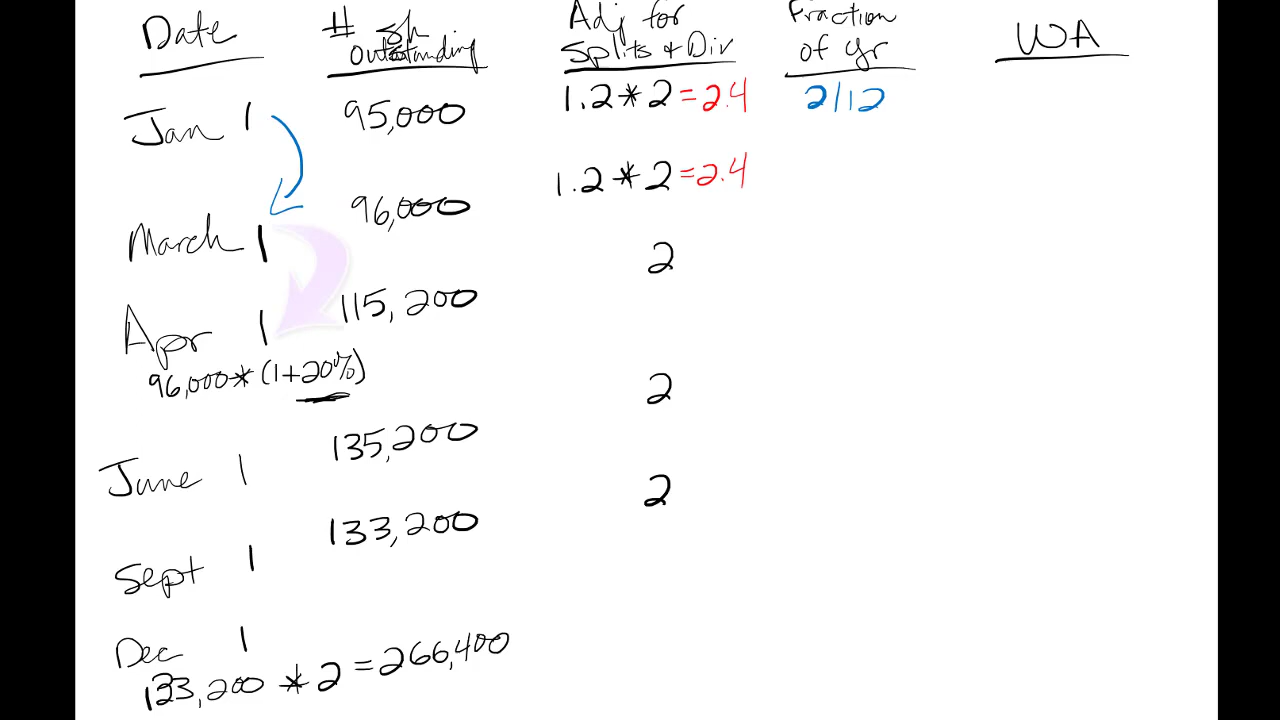 Date # sh Outstanding Adj for Splits + Div Fraction of yr WA
Jan 1 95,000 1.2 * 2 = 2.4 2/12
March 1 96,000 1.2 * 2 = 2.4
Apr 1 115,200 2
96,000 * (1+20%)
June 1 135,200 2
Sept 1 133,200 2
Dec 1
133,200 * 2 = 266,400